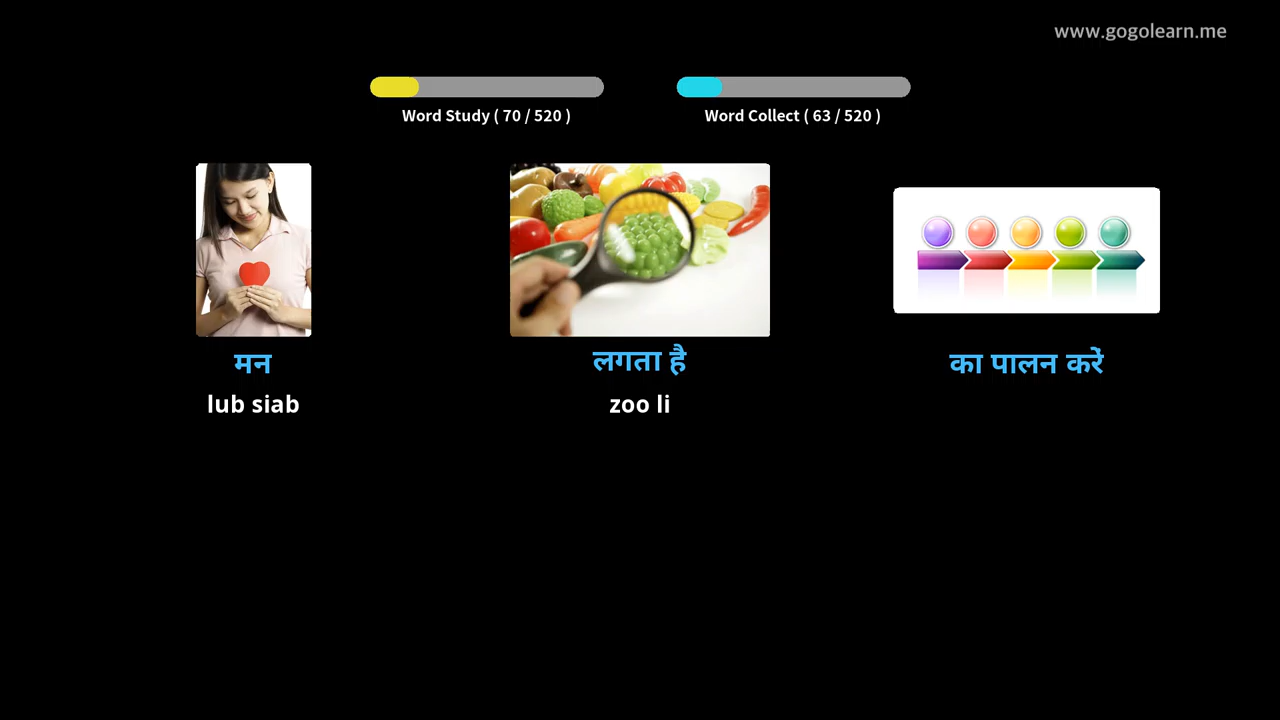 www.gogolearn.me
Word Study ( 70 / 520 )
Word Collect ( 63 / 520 )
मन
लगता है
का पालन करें
lub siab
zoo li